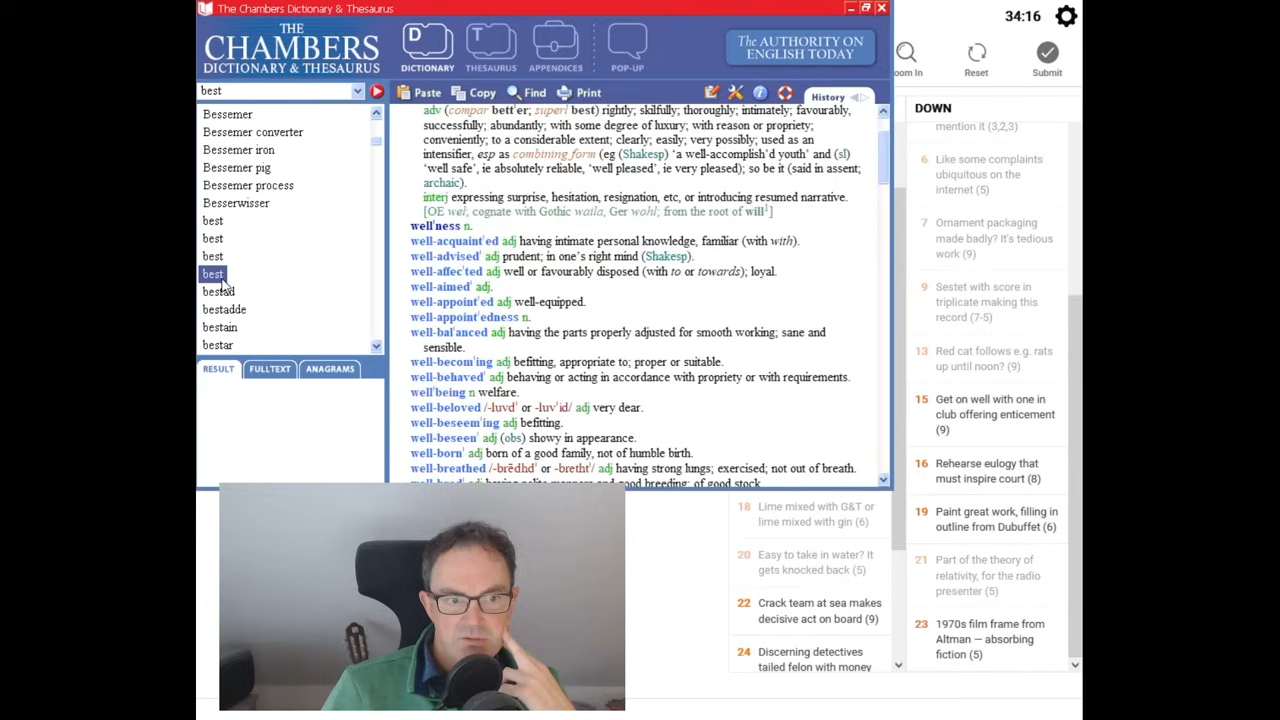 The Chambers Dictionary & Thesaurus
THE
CHAMBERS
DICTIONARY & THESAURUS
D
DICTIONARY
T
THESAURUS
APPENDICES
POP-UP
The AUTHORITY ON
ENGLISH TODAY
best
Paste
Copy
Find
Print
History
Bessemer
Bessemer converter
Bessemer iron
Bessemer pig
Bessemer process
Besserwisser
best
best
best
best
bestad
bestadde
bestain
bestar
RESULT
FULLTEXT
ANAGRAMS
adv (compar bett'er; superl best) rightly; skilfully; thoroughly; intimately; favourably,
successfully; abundantly; with some degree of luxury; with reason or propriety;
conveniently; to a considerable extent; clearly; easily; very possibly; used as an
intensifier, esp as combining form (eg (Shakesp) ‘a well-accomplish’d youth’ and (sl)
‘well safe’, ie absolutely reliable, ‘well pleased’, ie very pleased); so be it (said in assent;
archaic).
interj expressing surprise, hesitation, resignation, etc, or introducing resumed narrative.
[OE wel; cognate with Gothic waila, Ger wohl; from the root of will¹]
well'ness n.
well-acquaint'ed adj having intimate personal knowledge, familiar (with with).
well-advised' adj prudent; in one’s right mind (Shakesp).
well-affec'ted adj well or favourably disposed (with to or towards); loyal.
well-aimed' adj.
well-appoint'ed adj well-equipped.
well-appoint'edness n.
well-bal'anced adj having the parts properly adjusted for smooth working; sane and
sensible.
well-becom'ing adj befitting, appropriate to; proper or suitable.
well-behaved' adj behaving or acting in accordance with propriety or with requirements.
well'being n welfare.
well-beloved /-luvd' or -luv'id/ adj very dear.
well-beseem'ing adj befitting.
well-beseen' adj (obs) showy in appearance.
well-born' adj born of a good family, not of humble birth.
well-breathed /-brēdhd' or -bretht'/ adj having strong lungs; exercised; not out of breath.
well-bred' adj having polite manners and good breeding; of good stock.
34:16
oom In
Reset
Submit
18 Lime mixed with G&T or
lime mixed with gin (6)
20 Easy to take in water? It
gets knocked back (5)
22 Crack team at sea makes
decisive act on board (9)
24 Discerning detectives
tailed felon with money
DOWN
mention it (3,2,3)
6 Like some complaints
ubiquitous on the
internet (5)
7 Ornament packaging
made badly? It's tedious
work (9)
9 Sestet with score in
triplicate making this
record (7-5)
13 Red cat follows e.g. rats
up until noon? (9)
15 Get on well with one in
club offering enticement
(9)
16 Rehearse eulogy that
must inspire court (8)
19 Paint great work, filling in
outline from Dubuffet (6)
21 Part of the theory of
relativity, for the radio
presenter (5)
23 1970s film frame from
Altman — absorbing
fiction (5)